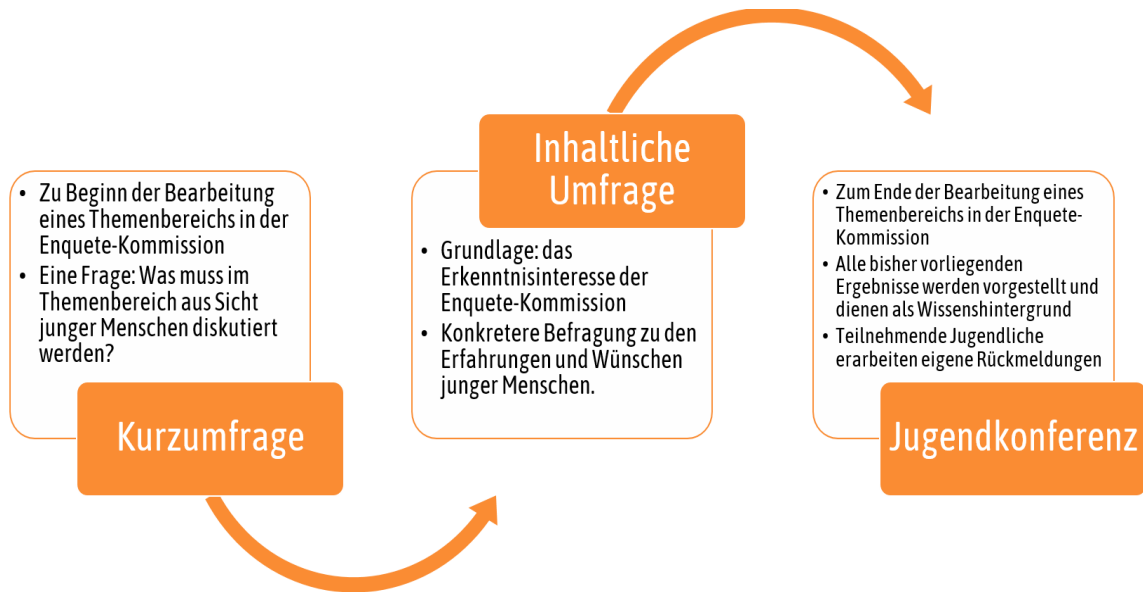 • Zu Beginn der Bearbeitung
eines Themenbereichs in der
Enquete-Kommission
• Eine Frage: Was muss im
Themenbereich aus Sicht
junger Menschen diskutiert
werden?
Kurzumfrage
Inhaltliche
Umfrage
• Grundlage: das
Erkenntnisinteresse der
Enquete-Kommission
• Konkretere Befragung zu den
Erfahrungen und Wünschen
junger Menschen.
• Zum Ende der Bearbeitung eines
Themenbereichs in der Enquete-
Kommission
• Alle bisher vorliegenden
Ergebnisse werden vorgestellt und
dienen als Wissenshintergrund
• Teilnehmende Jugendliche
erarbeiten eigene Rückmeldungen
Jugendkonferenz